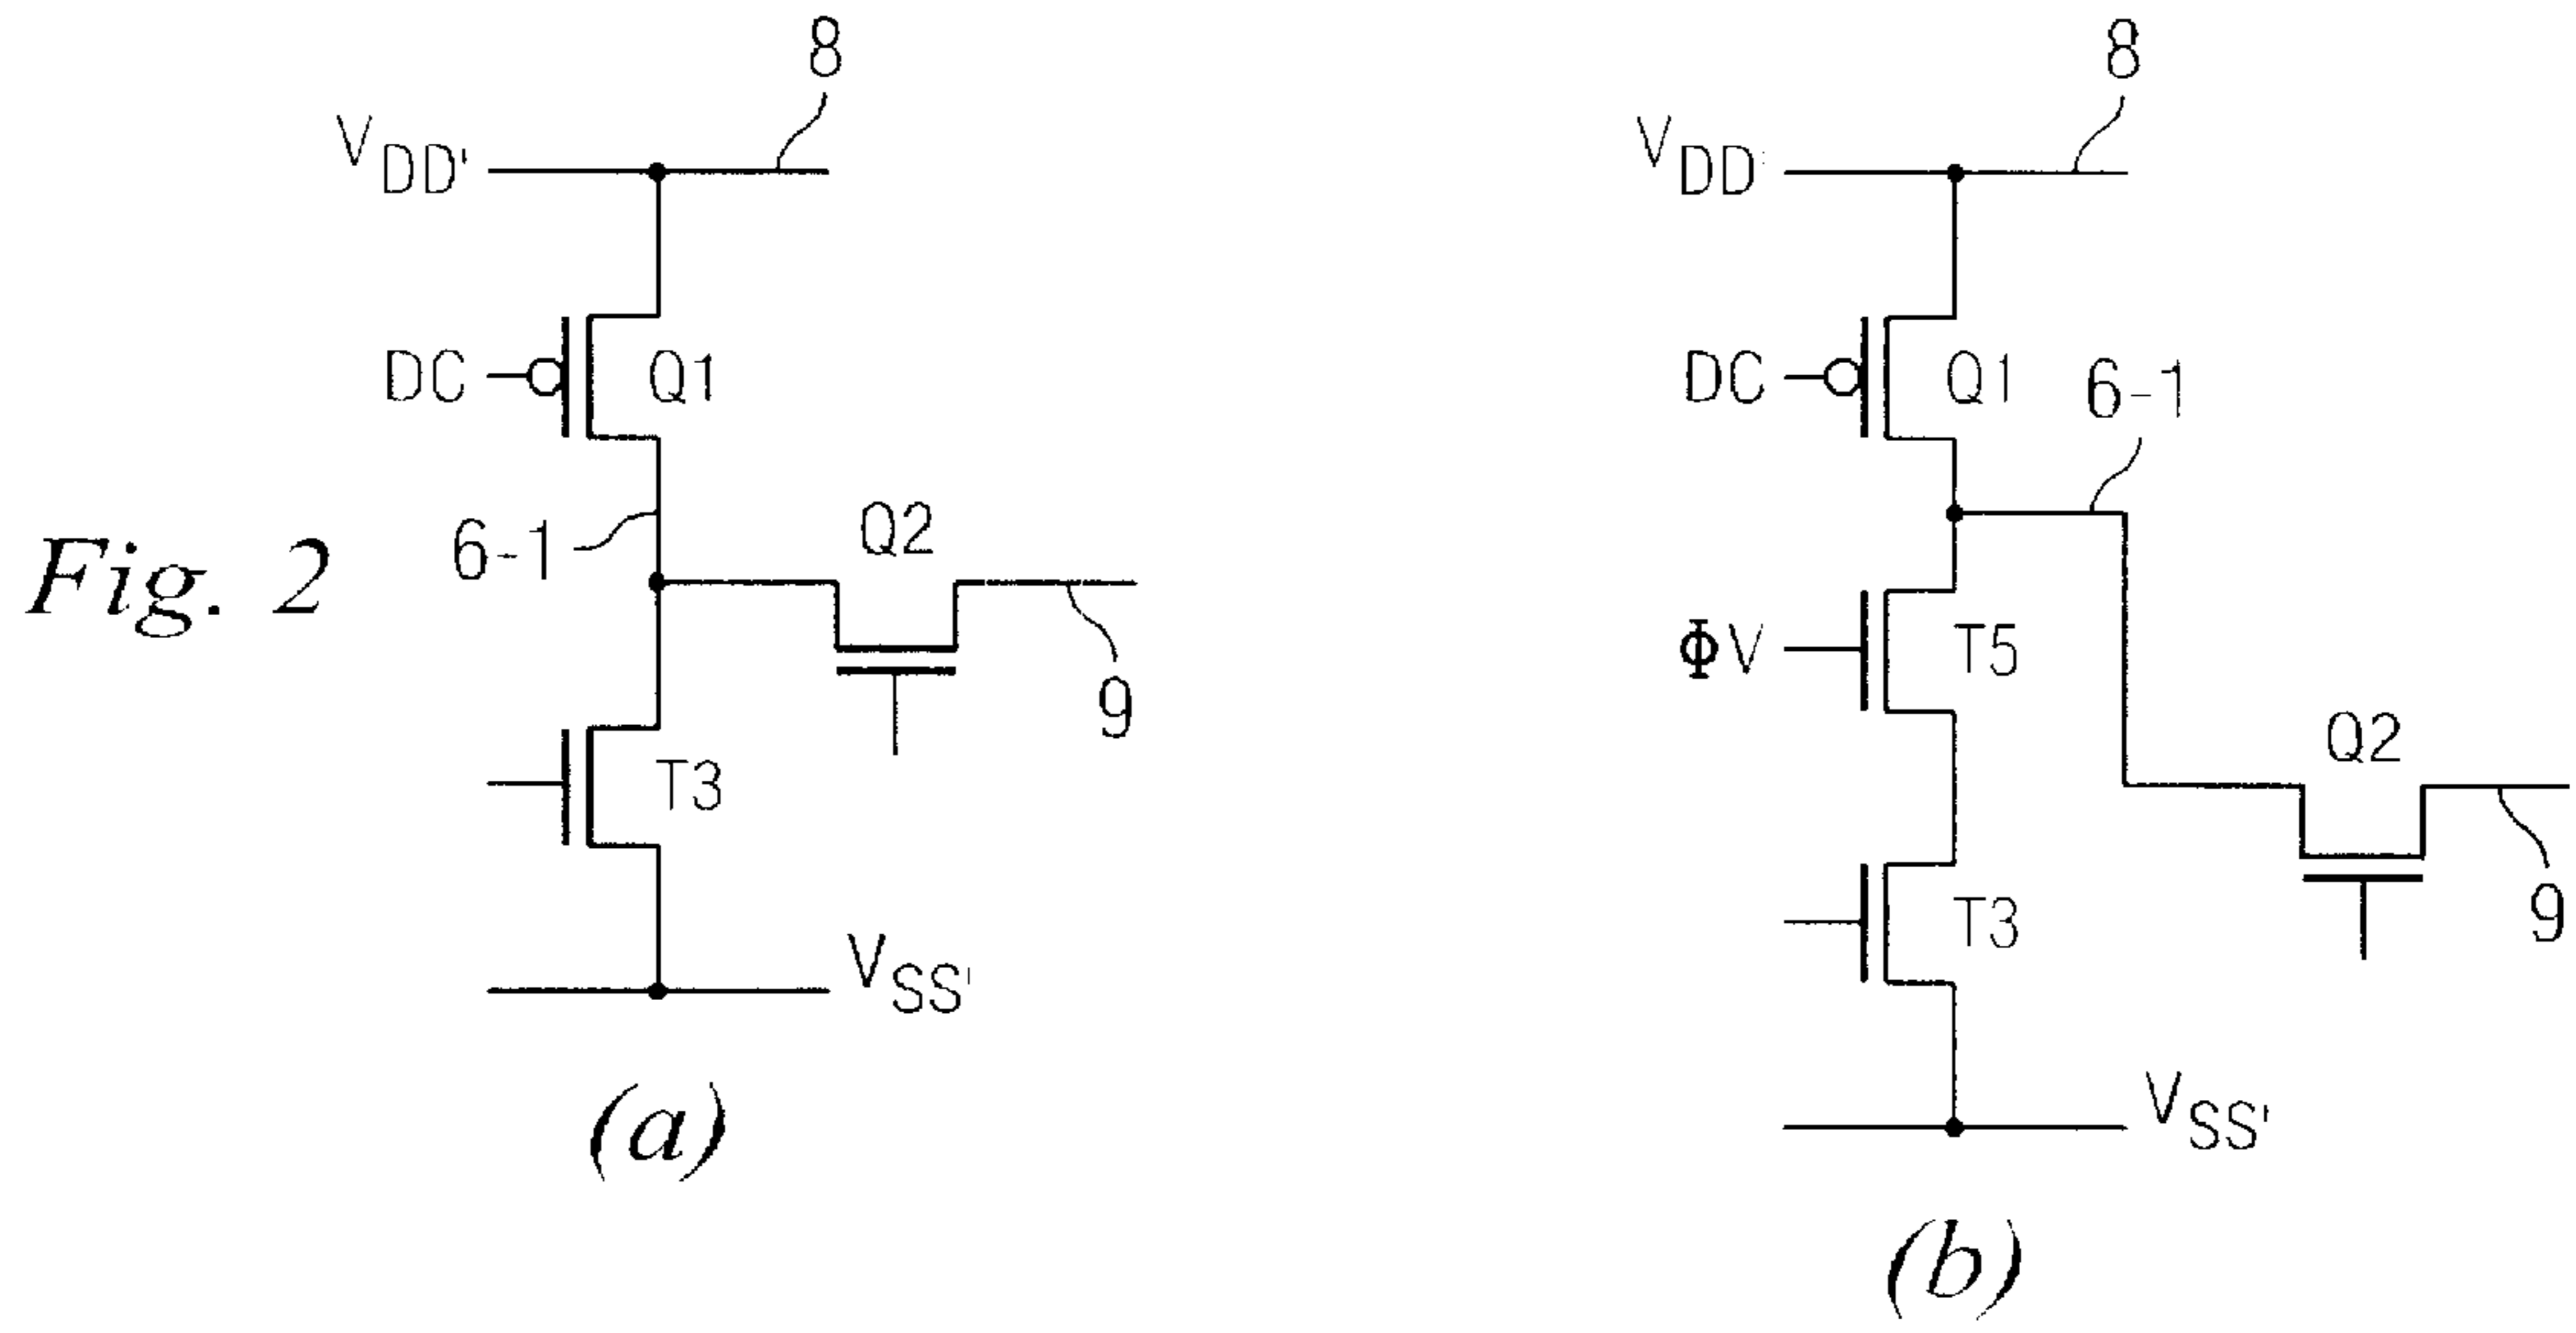 Fig. 2
8
VDD'
DC
Q1
6-1
Q2
9
T3
VSS'
(a)
8
VDD'
DC
Q1
6-1
ΦV
T5
Q2
9
T3
VSS'
(b)